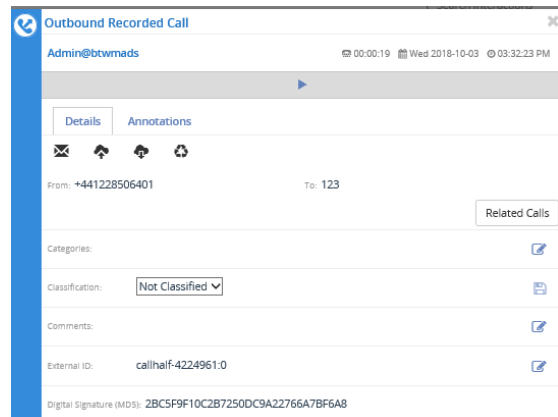 Outbound Recorded Call
Admin@btwmads 00:00:19 Wed 2018-10-03 03:32:23 PM
Details Annotations
From: +441228506401 To: 123
Related Calls
Categories:
Classification: Not Classified
Comments:
External ID: callhalf-4224961:0
Digital Signature (MD5): 2BC5F9F10C2B7250DC9A22766A7BF6A8